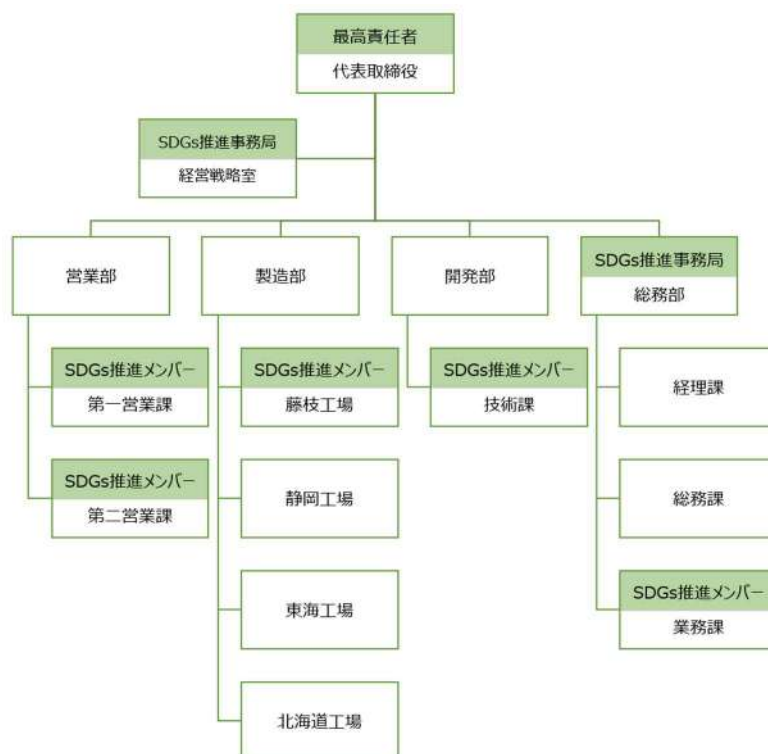 最高責任者
代表取締役
SDGs推進事務局
経営戦略室
営業部
製造部
開発部
SDGs推進事務局
総務部
SDGs推進メンバー
第一営業課
SDGs推進メンバー
藤枝工場
SDGs推進メンバー
技術課
経理課
SDGs推進メンバー
第二営業課
静岡工場
総務課
東海工場
SDGs推進メンバー
業務課
北海道工場